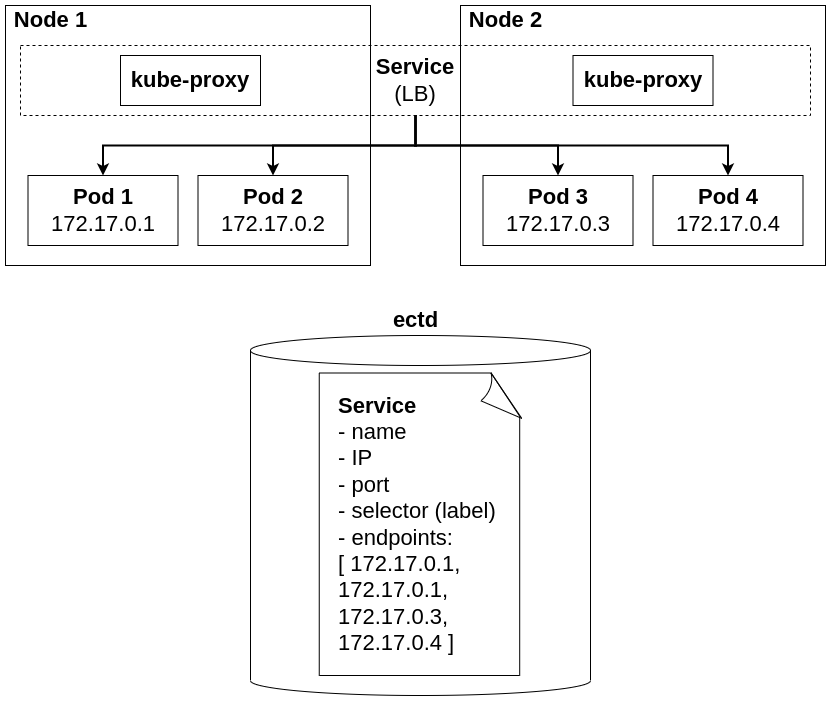 Node 1
Node 2
kube-proxy
Service
(LB)
kube-proxy
Pod 1
172.17.0.1
Pod 2
172.17.0.2
Pod 3
172.17.0.3
Pod 4
172.17.0.4
ectd
Service
- name
- IP
- port
- selector (label)
- endpoints:
[ 172.17.0.1,
172.17.0.1,
172.17.0.3,
172.17.0.4 ]